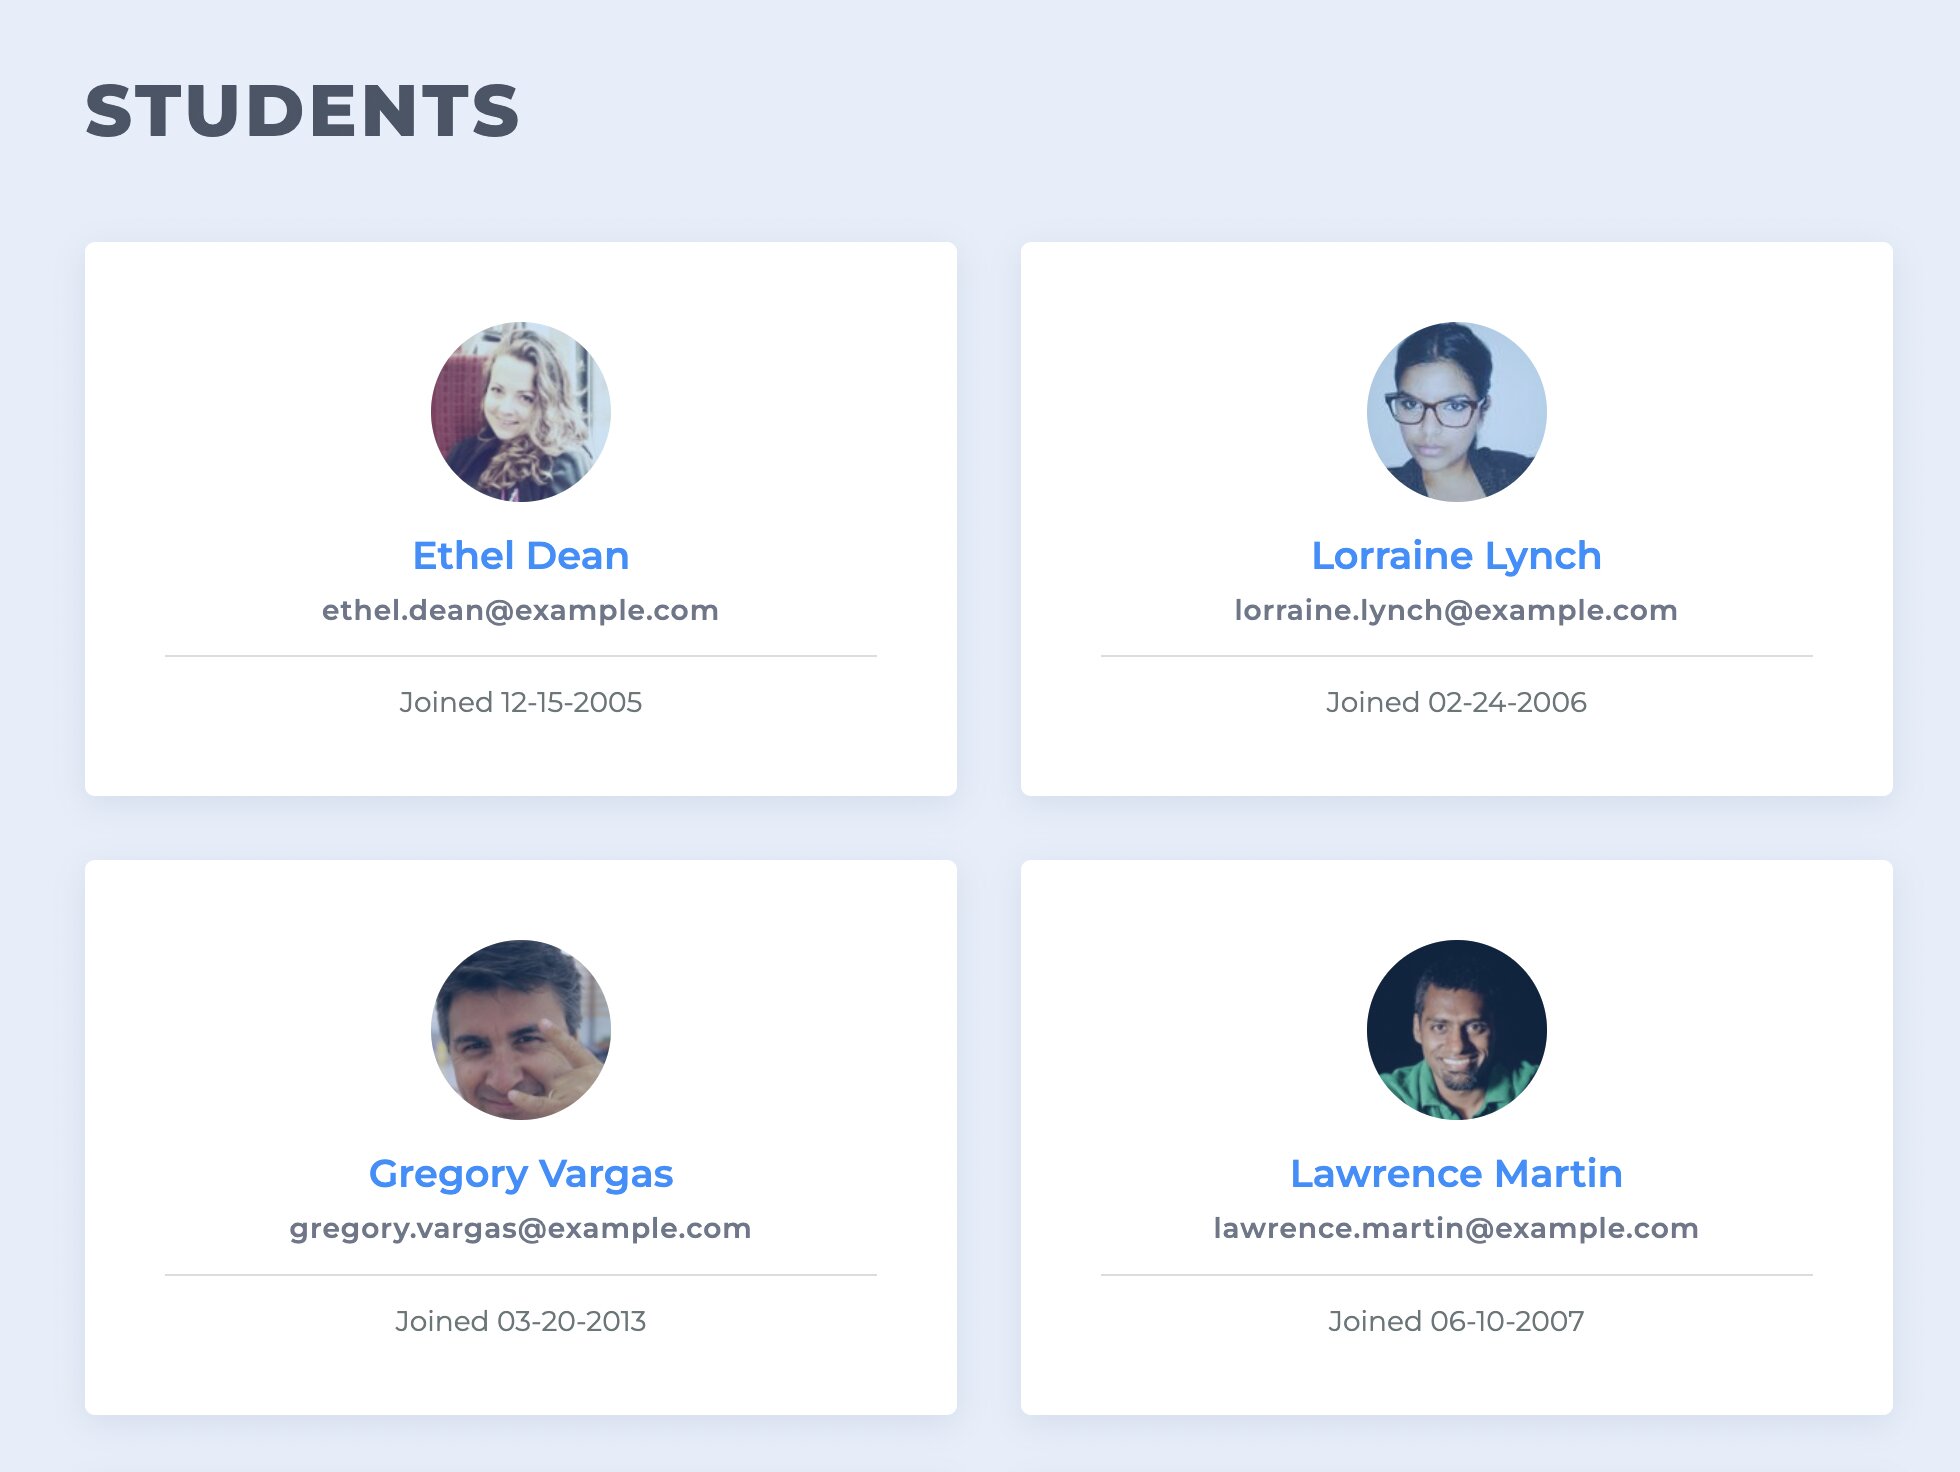 STUDENTS
Ethel Dean
ethel.dean@example.com
Joined 12-15-2005
Lorraine Lynch
lorraine.lynch@example.com
Joined 02-24-2006
Gregory Vargas
gregory.vargas@example.com
Joined 03-20-2013
Lawrence Martin
lawrence.martin@example.com
Joined 06-10-2007